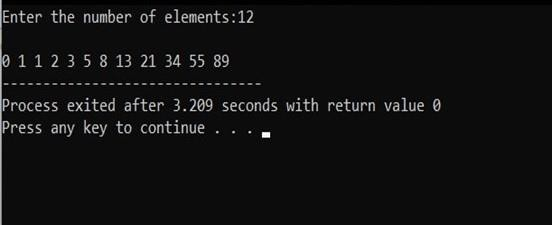 Enter the number of elements:12
0 1 1 2 3 5 8 13 21 34 55 89
--------------------------------
Process exited after 3.209 seconds with return value 0
Press any key to continue . . .